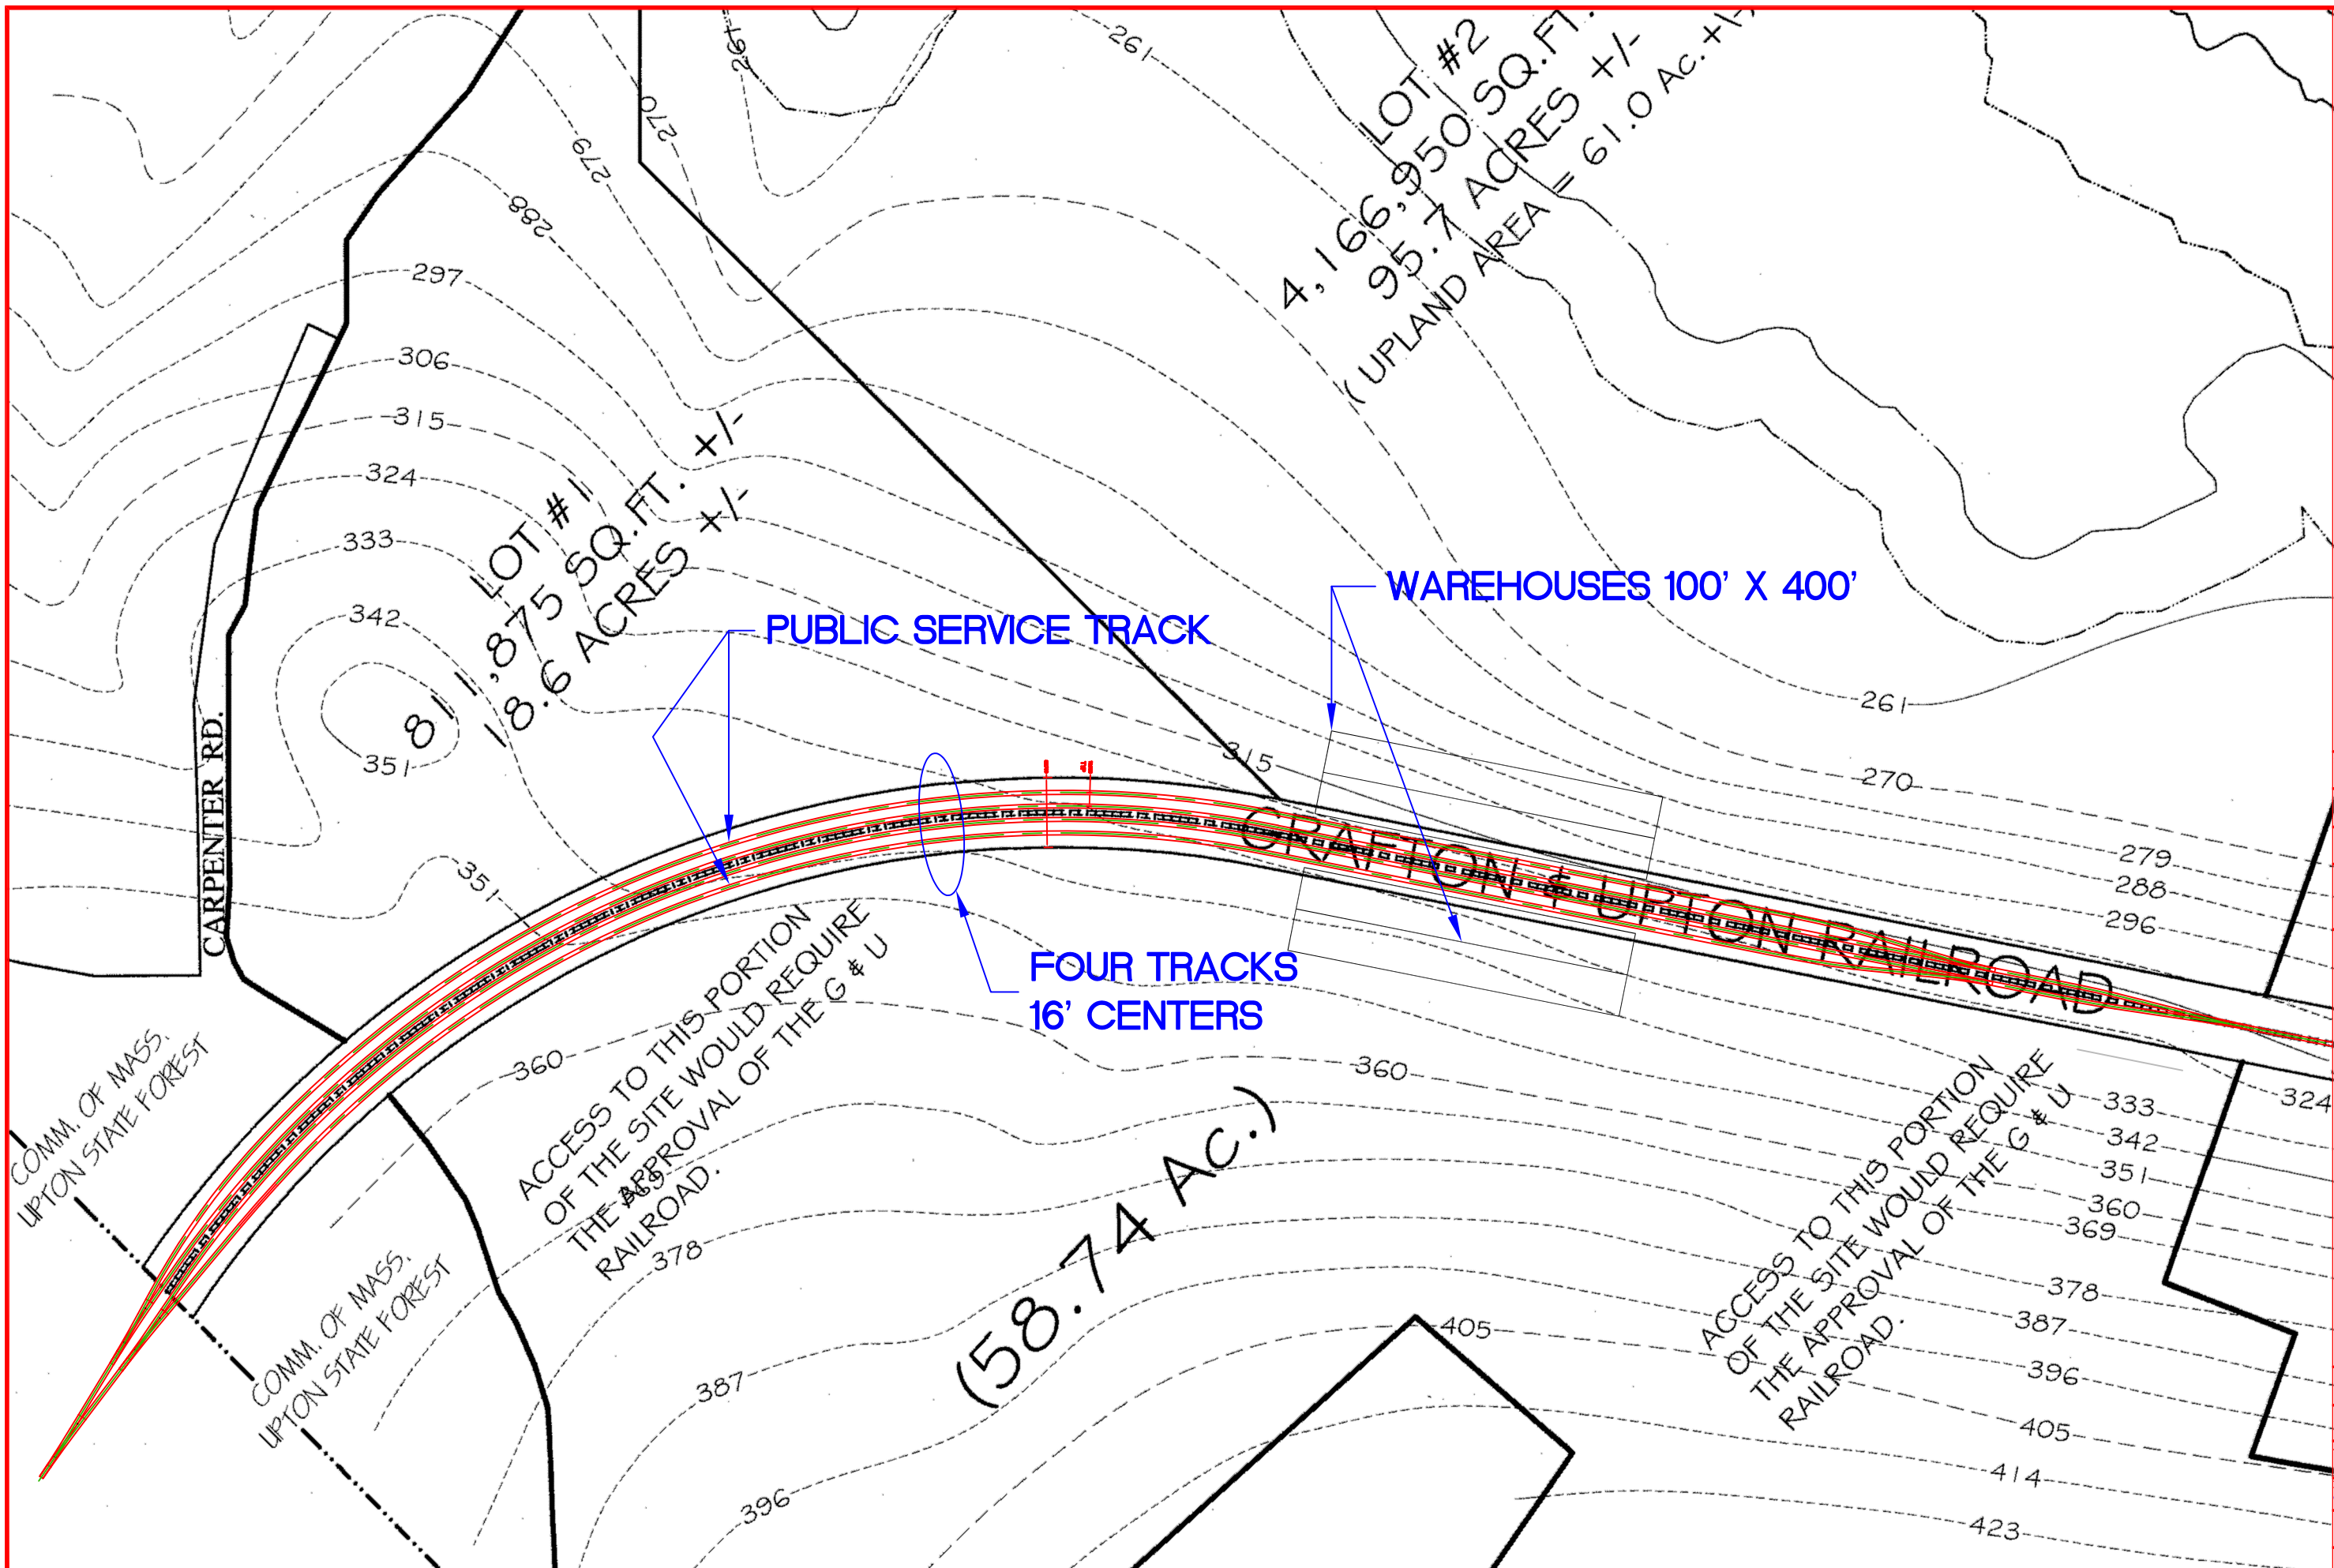 261
261
270
279
288
297
306
315
324
333
342
351
LOT #1
811,875 SQ.FT. +/-
18.6 ACRES +/-
LOT #2
4,166,950 SQ.FT.
95.7 ACRES +/-
( UPLAND AREA = 61.0 Ac.+\-
CARPENTER RD.
PUBLIC SERVICE TRACK
WAREHOUSES 100' X 400'
315
261
270
279
288
296
351
GRAFTON & UPTON RAILROAD
FOUR TRACKS
16' CENTERS
COMM. OF MASS.
UPTON STATE FOREST
COMM. OF MASS.
UPTON STATE FOREST
ACCESS TO THIS PORTION
OF THE SITE WOULD REQUIRE
THE APPROVAL OF THE G & U
RAILROAD.
360
369
378
387
396
(58.74 Ac.)
360
405
ACCESS TO THIS PORTION
OF THE SITE WOULD REQUIRE
THE APPROVAL OF THE G & U
RAILROAD.
324
333
342
351
360
369
378
387
396
405
414
423